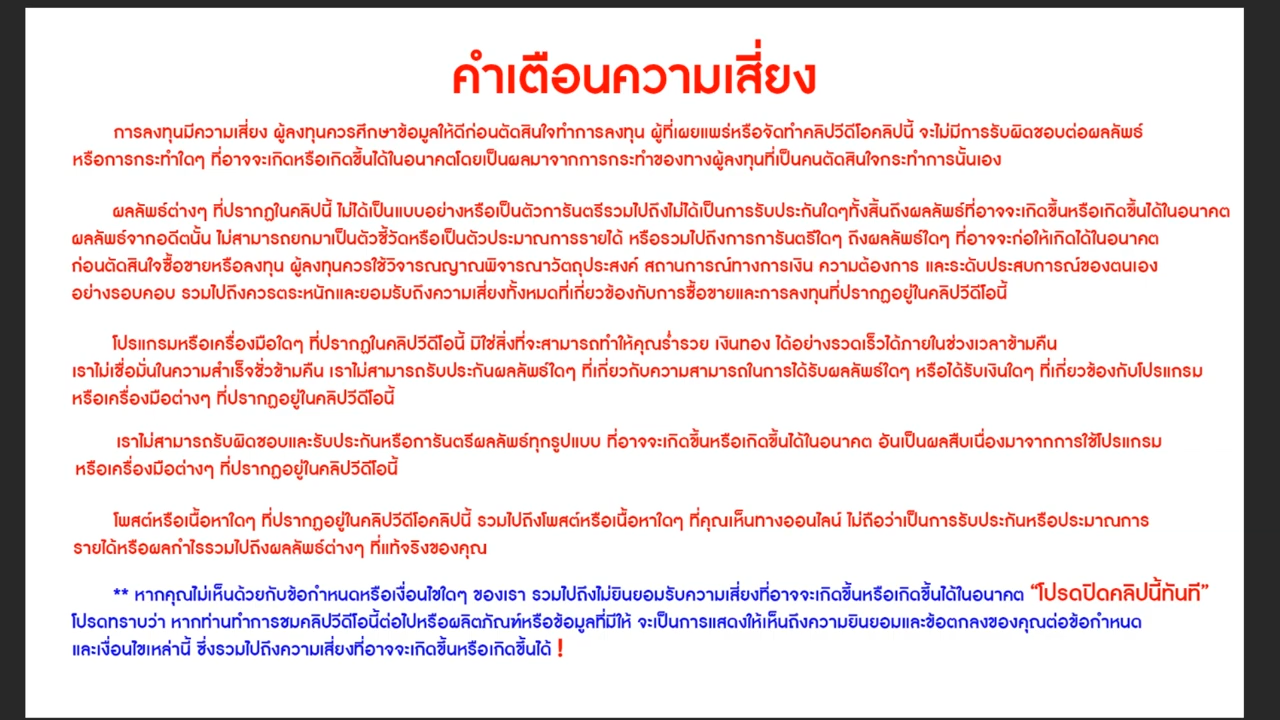 คำเตือนความเสี่ยง
การลงทุนมีความเสี่ยง ผู้ลงทุนควรศึกษาข้อมูลให้ดีก่อนตัดสินใจทำการลงทุน ผู้ที่เผยแพร่หรือจัดทำคลิปวีดีโอคลิปนี้ จะไม่มีการรับผิดชอบต่อผลลัพธ์
หรือการกระทำใดๆ ที่อาจจะเกิดหรือเกิดขึ้นได้ในอนาคตโดยเป็นผลมาจากการกระทำของทางผู้ลงทุนที่เป็นคนตัดสินใจกระทำการนั้นเอง
ผลลัพธ์ต่างๆ ที่ปรากฏในคลิปนี้ ไม่ได้เป็นแบบอย่างหรือเป็นตัวการันตรีรวมไปถึงไม่ได้เป็นการรับประกันใดๆทั้งสิ้นถึงผลลัพธ์ที่อาจจะเกิดขึ้นหรือเกิดขึ้นได้ในอนาคต
ผลลัพธ์จากอดีตนั้น ไม่สามารถยกมาเป็นตัวชี้วัดหรือเป็นตัวประมาณการรายได้ หรือรวมไปถึงการการันตรีใดๆ ถึงผลลัพธ์ใดๆ ที่อาจจะก่อให้เกิดได้ในอนาคต
ก่อนตัดสินใจซื้อขายหรือลงทุน ผู้ลงทุนควรใช้วิจารณญาณพิจารณาวัตถุประสงค์ สถานการณ์ทางการเงิน ความต้องการ และระดับประสบการณ์ของตนเอง
อย่างรอบคอบ รวมไปถึงควรตระหนักและยอมรับถึงความเสี่ยงทั้งหมดที่เกี่ยวข้องกับการซื้อขายและการลงทุนที่ปรากฏอยู่ในคลิปวีดีโอนี้
โปรแกรมหรือเครื่องมือใดๆ ที่ปรากฏในคลิปวีดีโอนี้ มิใช่สิ่งที่จะสามารถทำให้คุณร่ำรวย เงินทอง ได้อย่างรวดเร็วได้ภายในช่วงเวลาข้ามคืน
เราไม่เชื่อมั่นในความสำเร็จชั่วข้ามคืน เราไม่สามารถรับประกันผลลัพธ์ใดๆ ที่เกี่ยวกับความสามารถในการได้รับผลลัพธ์ใดๆ หรือได้รับเงินใดๆ ที่เกี่ยวข้องกับโปรแกรม
หรือเครื่องมือต่างๆ ที่ปรากฏอยู่ในคลิปวีดีโอนี้
เราไม่สามารถรับผิดชอบและรับประกันหรือการันตรีผลลัพธ์ทุกรูปแบบ ที่อาจจะเกิดขึ้นหรือเกิดขึ้นได้ในอนาคต อันเป็นผลสืบเนื่องมาจากการใช้โปรแกรม
หรือเครื่องมือต่างๆ ที่ปรากฏอยู่ในคลิปวีดีโอนี้
โพสต์หรือเนื้อหาใดๆ ที่ปรากฏอยู่ในคลิปวีดีโอคลิปนี้ รวมไปถึงโพสต์หรือเนื้อหาใดๆ ที่คุณเห็นทางออนไลน์ ไม่ถือว่าเป็นการรับประกันหรือประมาณการ
รายได้หรือผลกำไรรวมไปถึงผลลัพธ์ต่างๆ ที่แท้จริงของคุณ
** หากคุณไม่เห็นด้วยกับข้อกำหนดหรือเงื่อนไขใดๆ ของเรา รวมไปถึงไม่ยินยอมรับความเสี่ยงที่อาจจะเกิดขึ้นหรือเกิดขึ้นได้ในอนาคต “โปรดปิดคลิปนี้ทันที”
โปรดทราบว่า หากท่านทำการชมคลิปวีดีโอนี้ต่อไปหรือผลิตภัณฑ์หรือข้อมูลที่มีให้ จะเป็นการแสดงให้เห็นถึงความยินยอมและข้อตกลงของคุณต่อข้อกำหนด
และเงื่อนไขเหล่านี้ ซึ่งรวมไปถึงความเสี่ยงที่อาจจะเกิดขึ้นหรือเกิดขึ้นได้ !